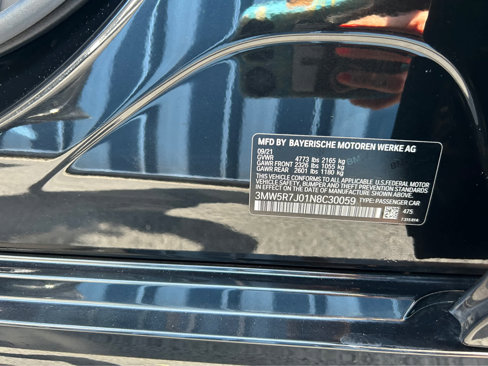 MFD BY BAYERISCHE MOTOREN WERKE AG
09/21
GVWR 4773 lbs 2165 kg
GAWR FRONT 2326 lbs 1055 kg
GAWR REAR 2601 lbs 1180 kg
THIS VEHICLE CONFORMS TO ALL APPLICABLE U.S.FEDERAL MOTOR
VEHICLE SAFETY, BUMPER AND THEFT PREVENTION STANDARDS
IN EFFECT ON THE DATE OF MANUFACTURE SHOWN ABOVE.
3MW5R7J01N8C30059 TYPE: PASSENGER CAR
475